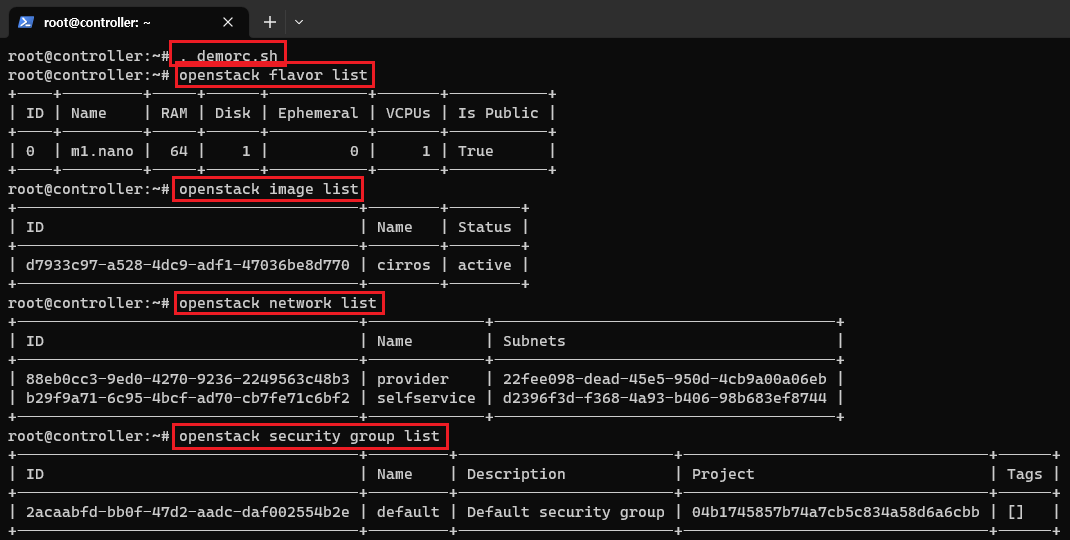 root@controller: ~
root@controller:~# . demorc.sh
root@controller:~# openstack flavor list
+----+---------+-----+------+-----------+-------+-----------+
| ID | Name    | RAM | Disk | Ephemeral | VCPUs | Is Public |
+----+---------+-----+------+-----------+-------+-----------+
| 0  | m1.nano |  64 |    1 |         0 |     1 | True      |
+----+---------+-----+------+-----------+-------+-----------+
root@controller:~# openstack image list
+--------------------------------------+--------+--------+
| ID                                   | Name   | Status |
+--------------------------------------+--------+--------+
| d7933c97-a528-4dc9-adf1-47036be8d770 | cirros | active |
+--------------------------------------+--------+--------+
root@controller:~# openstack network list
+--------------------------------------+-------------+--------------------------------------+
| ID                                   | Name        | Subnets                              |
+--------------------------------------+-------------+--------------------------------------+
| 88eb0cc3-9ed0-4270-9236-2249563c48b3 | provider    | 22fee098-dead-45e5-950d-4cb9a00a06eb |
| b29f9a71-6c95-4bcf-ad70-cb7fe71c6bf2 | selfservice | d2396f3d-f368-4a93-b406-98b683ef8744 |
+--------------------------------------+-------------+--------------------------------------+
root@controller:~# openstack security group list
+--------------------------------------+---------+------------------------+----------------------------------+------+
| ID                                   | Name    | Description            | Project                          | Tags |
+--------------------------------------+---------+------------------------+----------------------------------+------+
| 2acaabfd-bb0f-47d2-aadc-daf002554b2e | default | Default security group | 04b1745857b74a7cb5c834a58d6a6cbb | []   |
+--------------------------------------+---------+------------------------+----------------------------------+------+